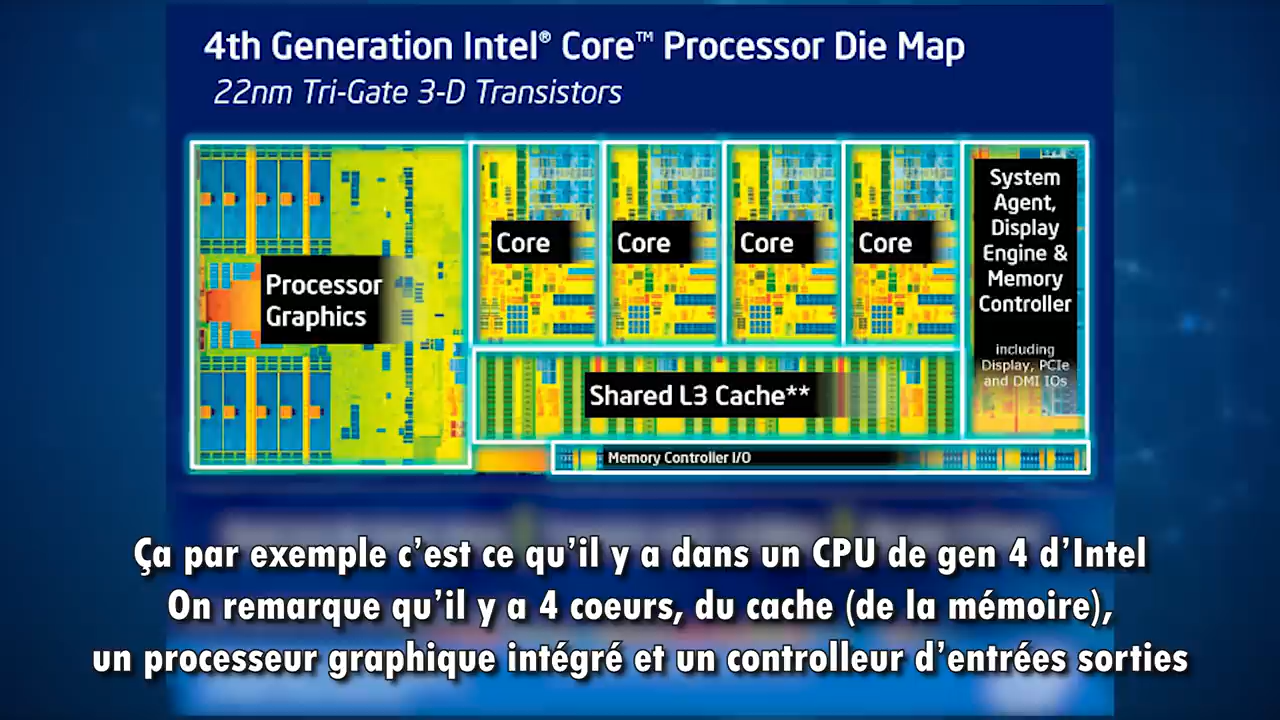 4th Generation Intel® Core™ Processor Die Map
22nm Tri-Gate 3-D Transistors
Processor
Graphics
Core
Core
Core
Core
System
Agent,
Display
Engine &
Memory
Controller
including
Display, PCIe
and DMI IOs
Shared L3 Cache**
Memory Controller I/O
Ça par exemple c’est ce qu’il y a dans un CPU de gen 4 d’Intel
On remarque qu’il y a 4 coeurs, du cache (de la mémoire),
un processeur graphique intégré et un controlleur d’entrées sorties